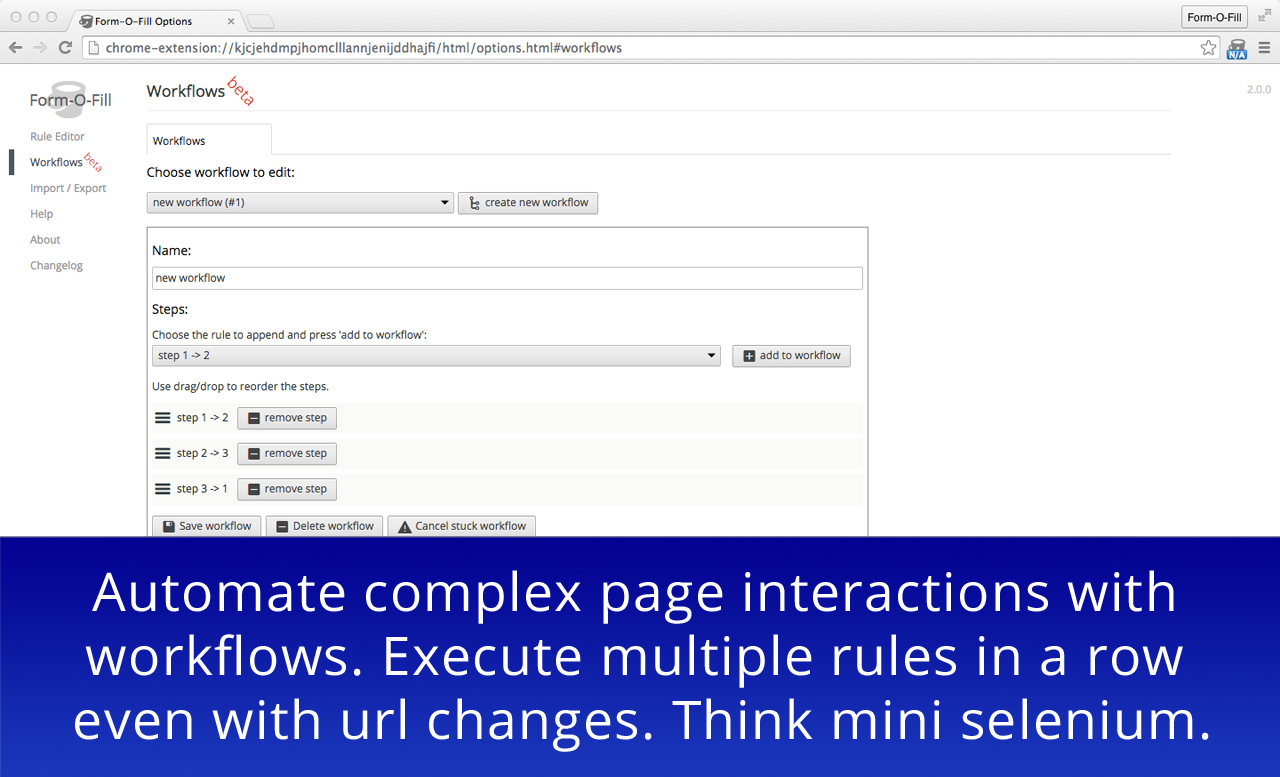 Form-O-Fill Options
Form-O-Fill
chrome-extension://kjcjehdmpjhomclllannjenijddhajfi/html/options.html#workflows
N/A
Form-O-Fill
Workflows beta
2.0.0
Rule Editor
Workflows beta
Import / Export
Help
About
Changelog
Workflows
Choose workflow to edit:
new workflow (#1)
create new workflow
Name:
new workflow
Steps:
Choose the rule to append and press 'add to workflow':
step 1 -> 2
add to workflow
Use drag/drop to reorder the steps.
step 1 -> 2 remove step
step 2 -> 3 remove step
step 3 -> 1 remove step
Save workflow Delete workflow Cancel stuck workflow
Automate complex page interactions with
workflows. Execute multiple rules in a row
even with url changes. Think mini selenium.